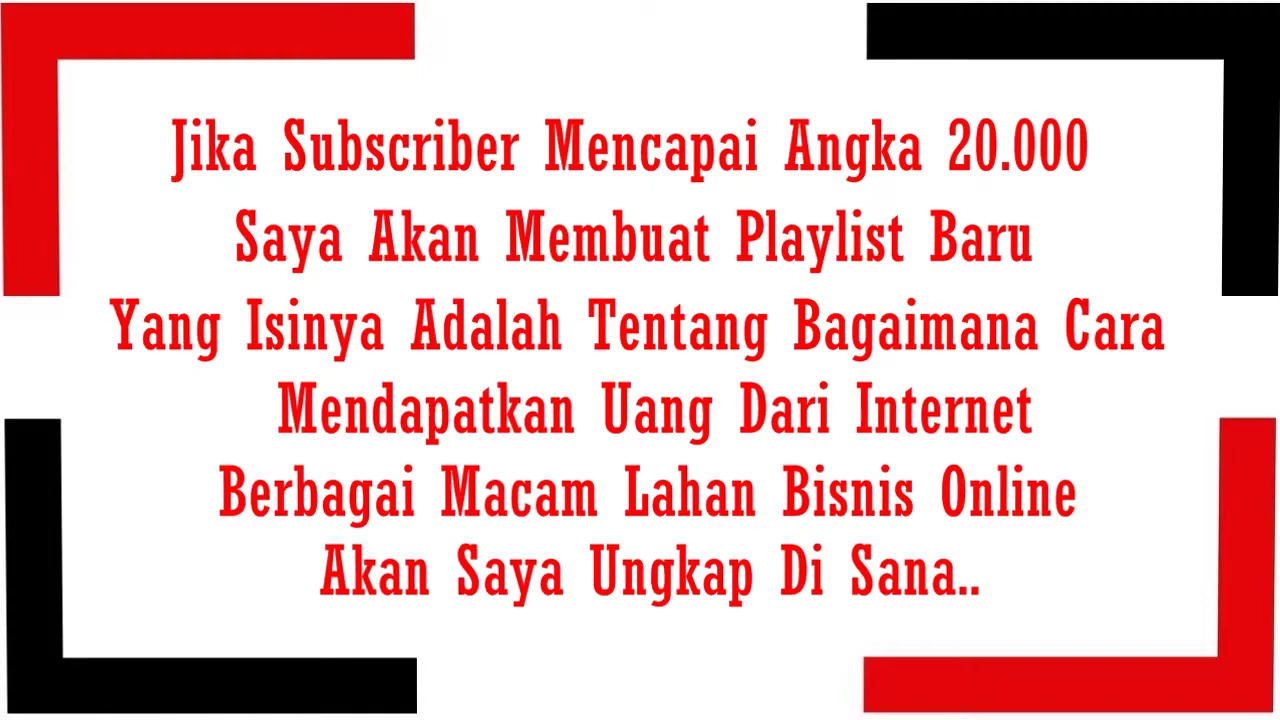 Jika Subscriber Mencapai Angka 20.000
Saya Akan Membuat Playlist Baru
Yang Isinya Adalah Tentang Bagaimana Cara
Mendapatkan Uang Dari Internet
Berbagai Macam Lahan Bisnis Online
Akan Saya Ungkap Di Sana..